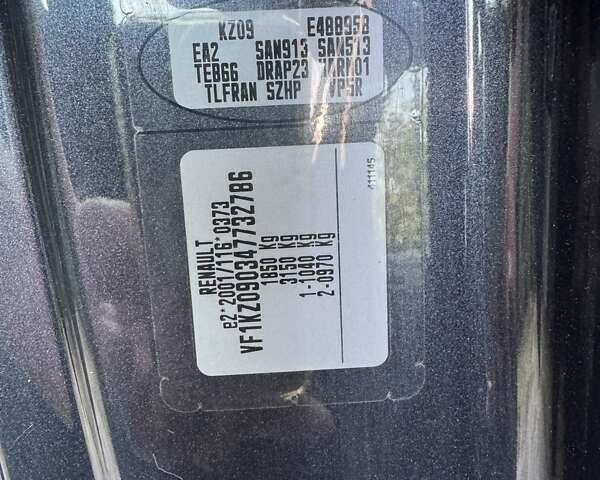 KZ09 E488958
EA2 SAN913 SAN513
TEB66 DRAP23
TLFRAN SZHP
RENAULT
e2*2001/116*0373
VF1KZ090347732786
1850 Kg
3150 Kg
1-1040 Kg
2-0970 Kg
411145